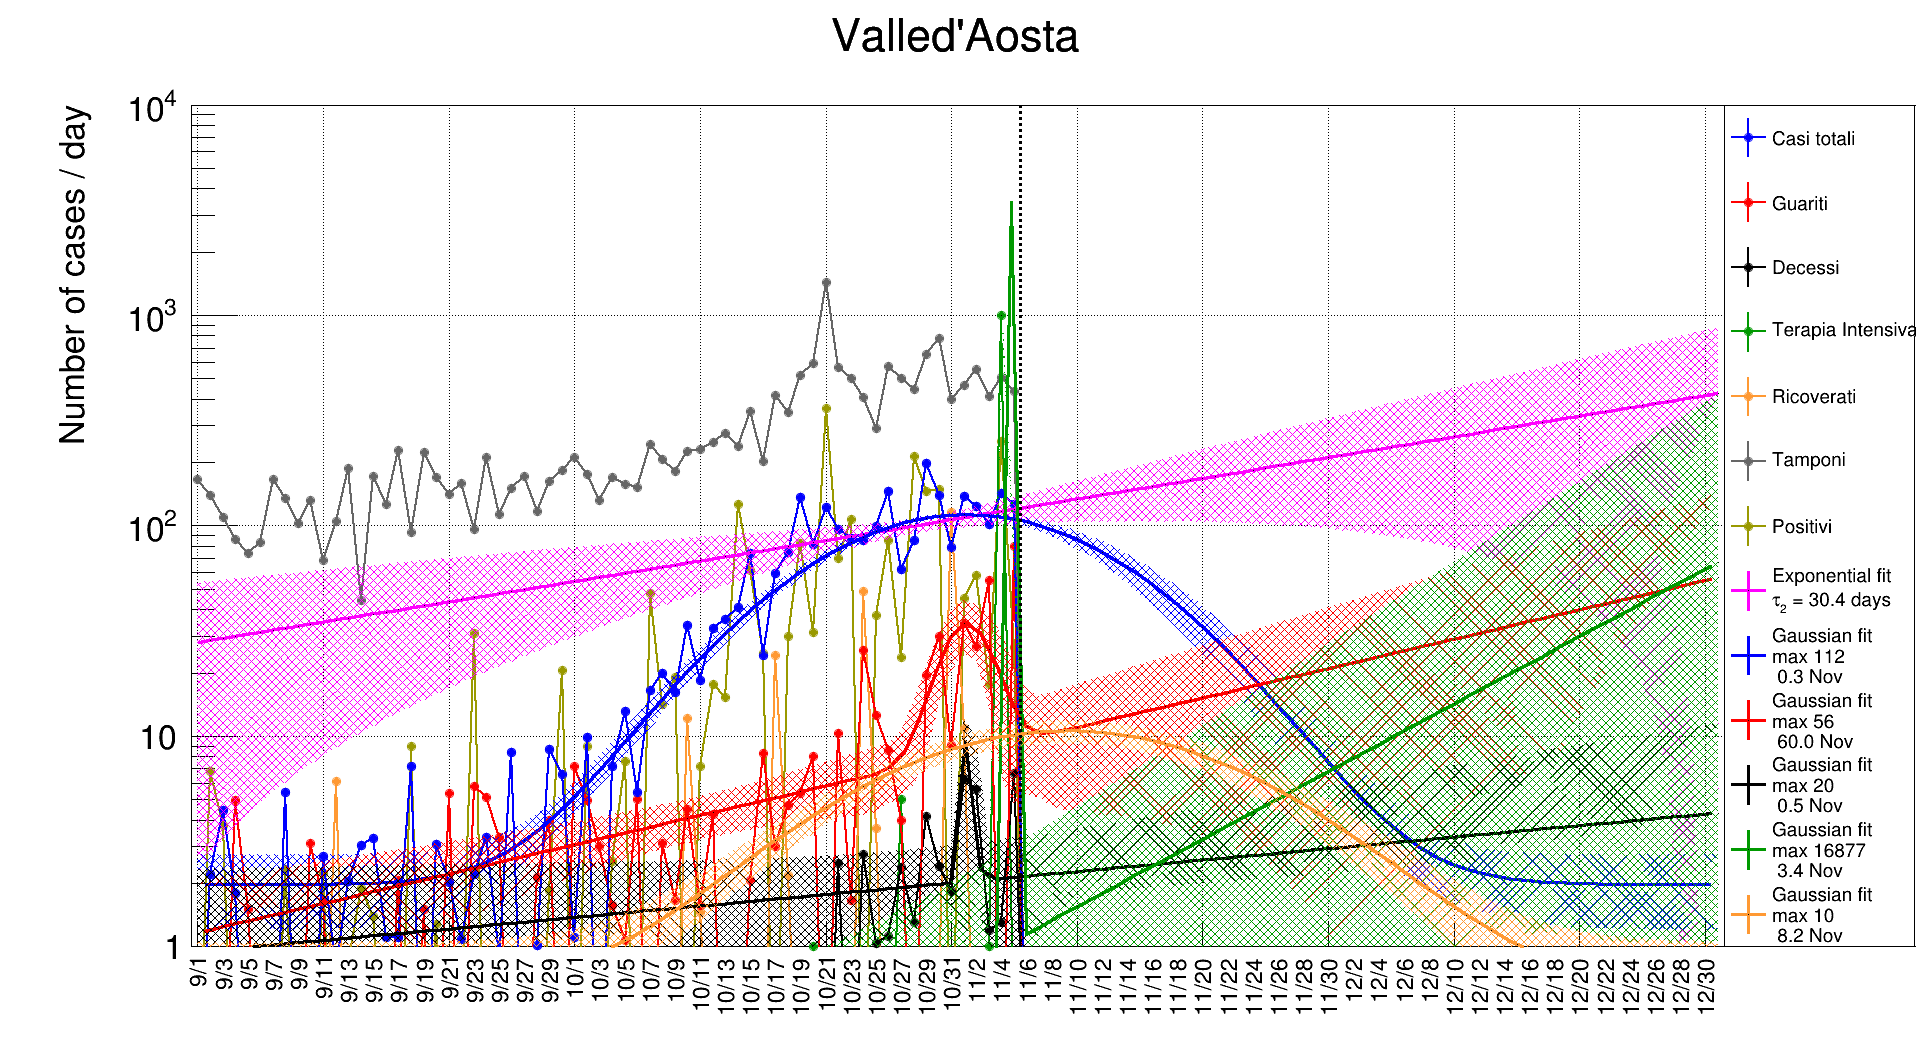 Valled'Aosta
Number of cases / day
10^4
10^3
10^2
10
1
9/1 9/3 9/5 9/7 9/9 9/11 9/13 9/15 9/17 9/19 9/21 9/23 9/25 9/27 9/29 10/1 10/3 10/5 10/7 10/9 10/11 10/13 10/15 10/17 10/19 10/21 10/23 10/25 10/27 10/29 10/31 11/2 11/4 11/6 11/8 11/10 11/12 11/14 11/16 11/18 11/20 11/22 11/24 11/26 11/28 11/30 12/2 12/4 12/6 12/8 12/10 12/12 12/14 12/16 12/18 12/20 12/22 12/24 12/26 12/28 12/30
Casi totali
Guariti
Decessi
Terapia Intensiva
Ricoverati
Tamponi
Positivi
Exponential fit
τ₂ = 30.4 days
Gaussian fit
max 112
0.3 Nov
Gaussian fit
max 56
60.0 Nov
Gaussian fit
max 20
0.5 Nov
Gaussian fit
max 16877
3.4 Nov
Gaussian fit
max 10
8.2 Nov